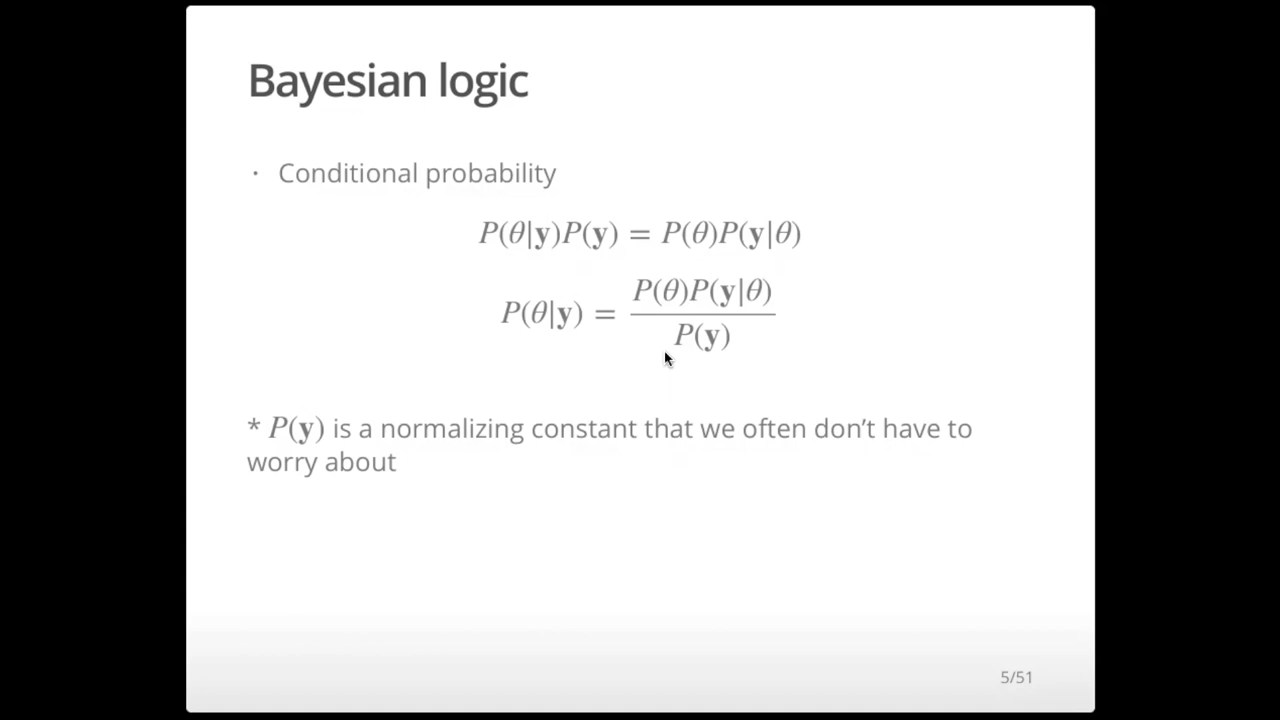 Bayesian logic
· Conditional probability
P(θ|y)P(y) = P(θ)P(y|θ)
P(θ|y) = P(θ)P(y|θ) / P(y)
* P(y) is a normalizing constant that we often don’t have to
worry about
5/51